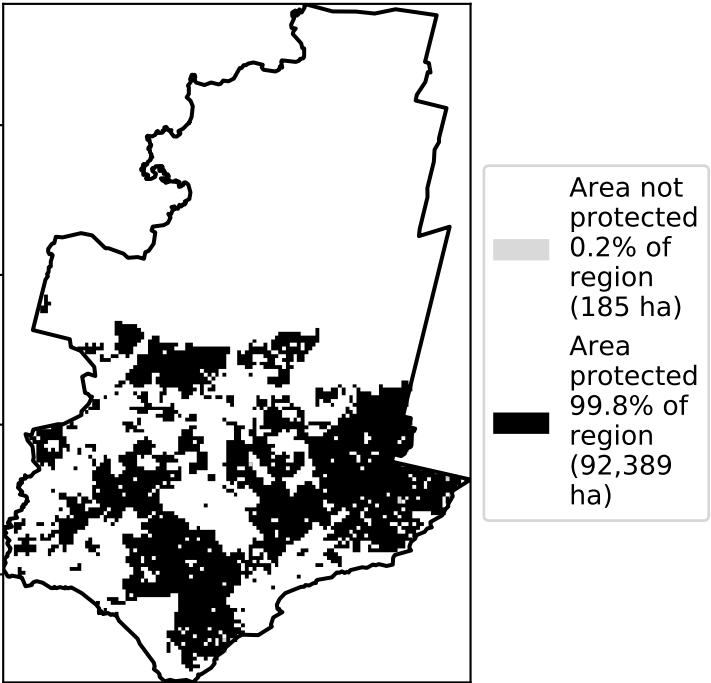 Area not
protected
0.2% of
region
(185 ha)
Area
protected
99.8% of
region
(92,389
ha)